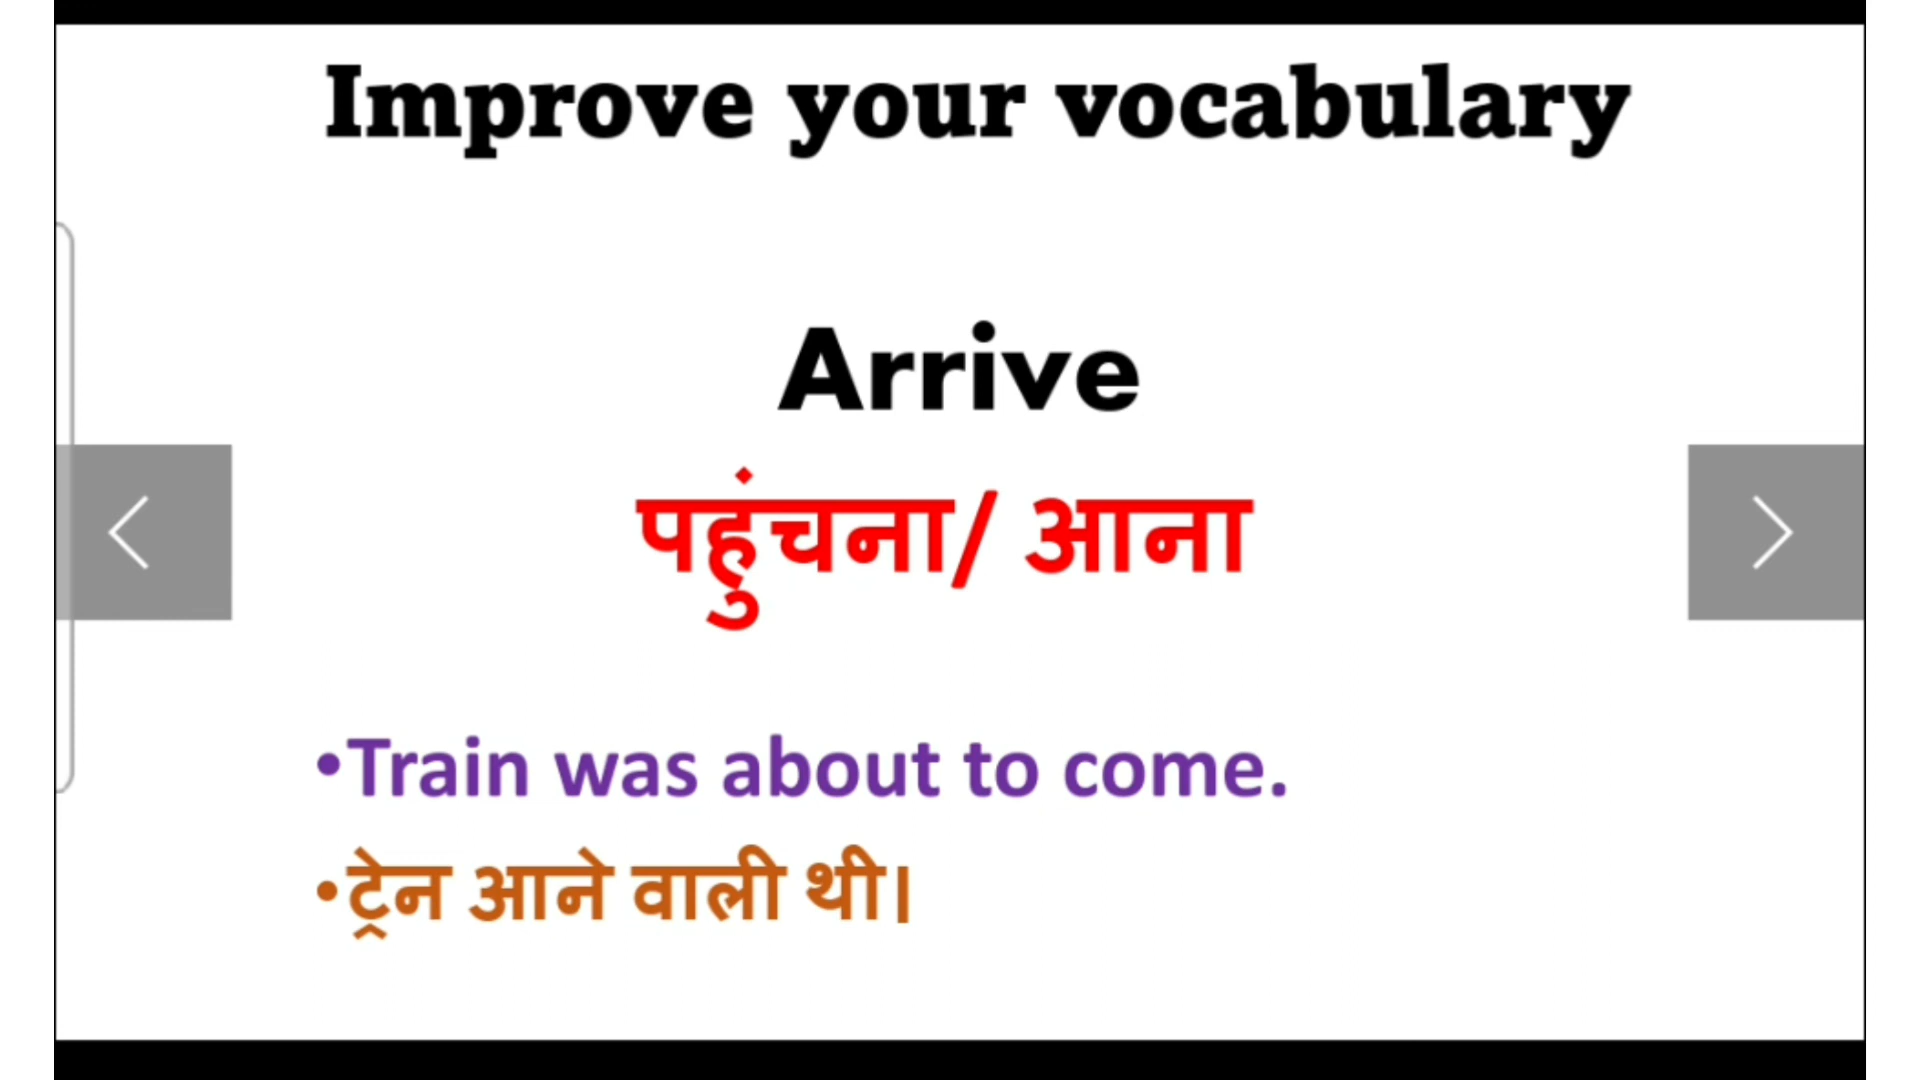 Improve your vocabulary
Arrive
पहुंचना/ आना
•Train was about to come.
•ट्रेन आने वाली थी।